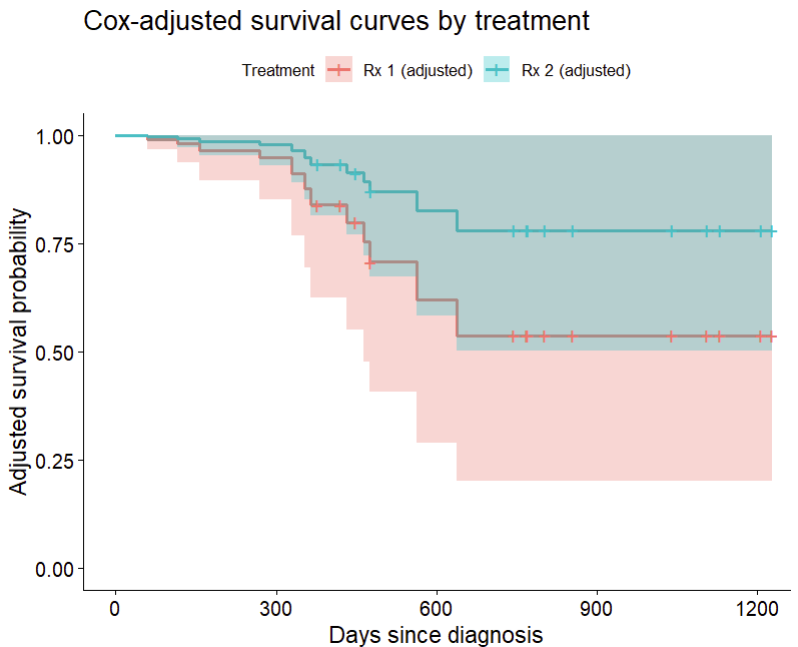 Cox-adjusted survival curves by treatment
Treatment Rx 1 (adjusted) Rx 2 (adjusted)
Adjusted survival probability
1.00
0.75
0.50
0.25
0.00
0 300 600 900 1200
Days since diagnosis